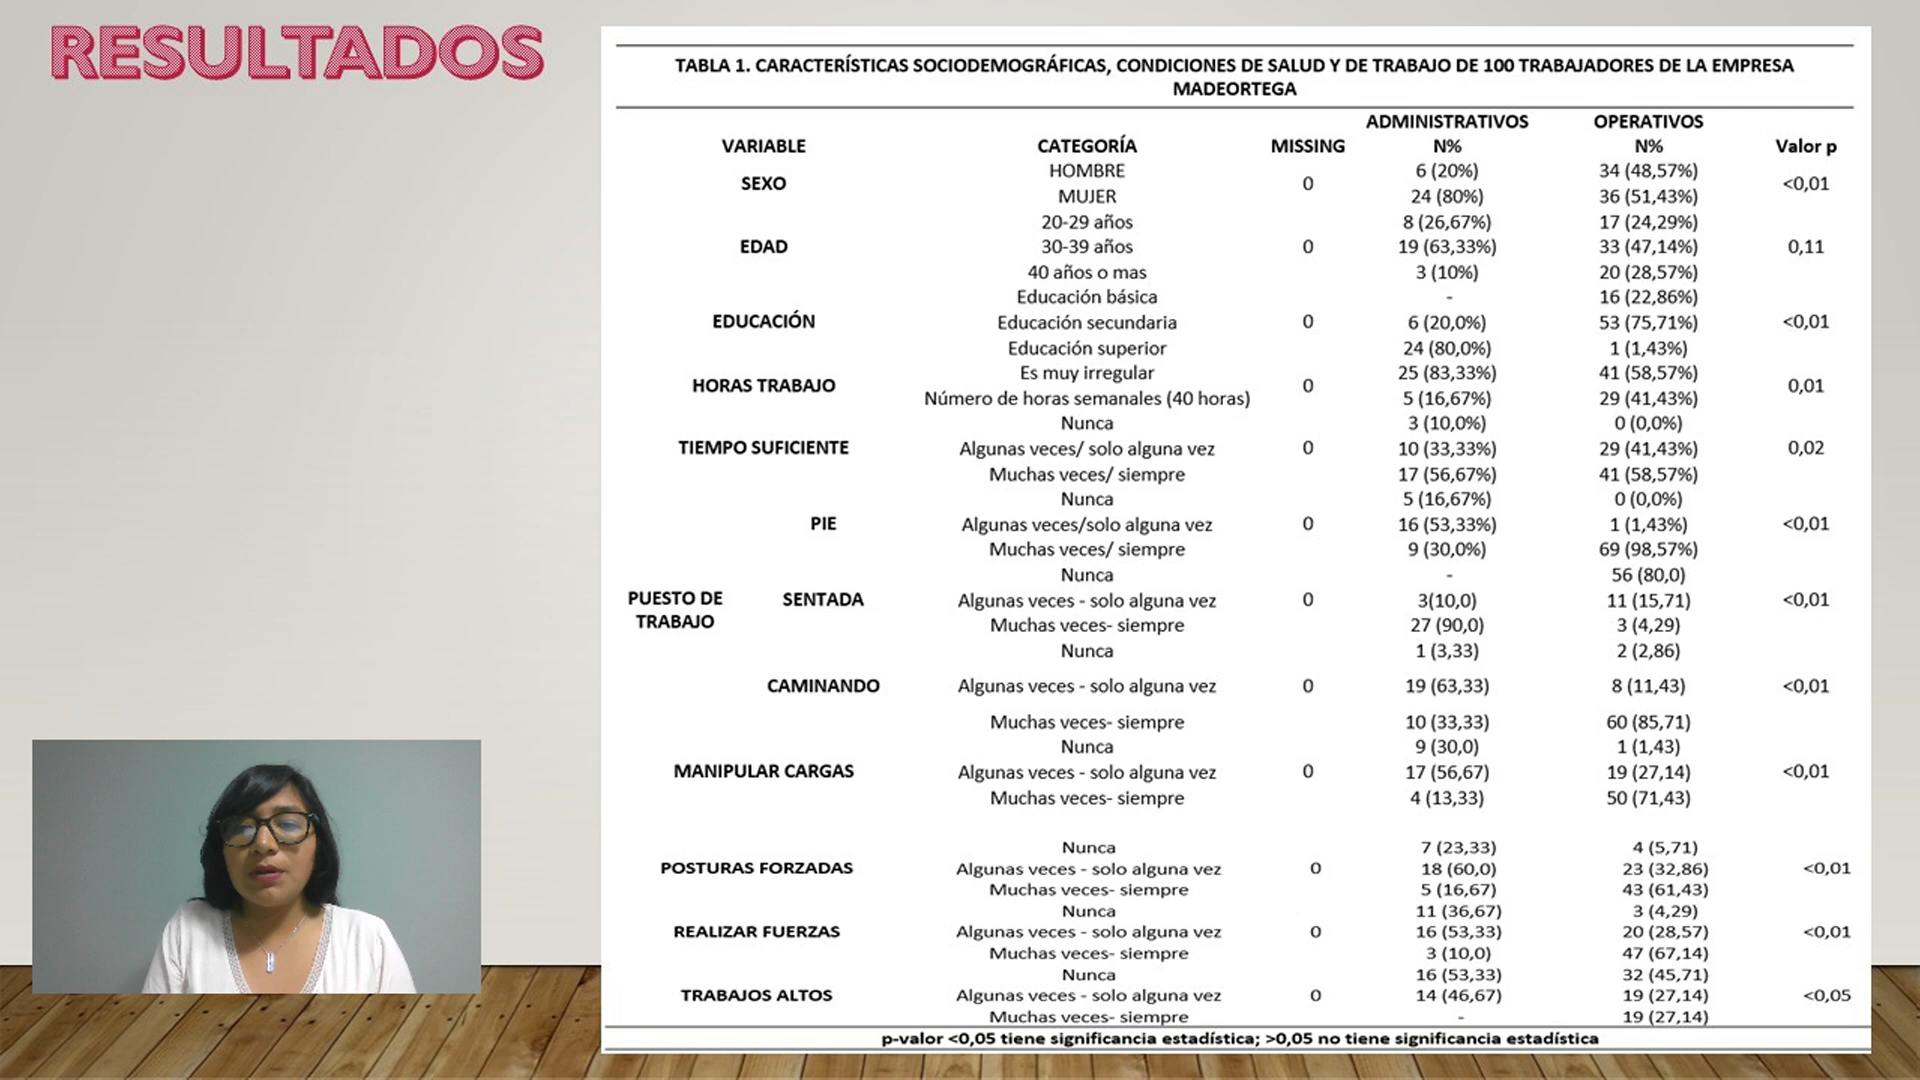 RESULTADOS
TABLA 1. CARACTERÍSTICAS SOCIODEMOGRÁFICAS, CONDICIONES DE SALUD Y DE TRABAJO DE 100 TRABAJADORES DE LA EMPRESA
MADEORTEGA
ADMINISTRATIVOS OPERATIVOS
VARIABLE CATEGORÍA MISSING N% N% Valor p
HOMBRE 6 (20%) 34 (48,57%)
SEXO 0 <0,01
MUJER 24 (80%) 36 (51,43%)
20-29 años 8 (26,67%) 17 (24,29%)
EDAD 30-39 años 0 19 (63,33%) 33 (47,14%) 0,11
40 años o mas 3 (10%) 20 (28,57%)
Educación básica - 16 (22,86%)
EDUCACIÓN Educación secundaria 0 6 (20,0%) 53 (75,71%) <0,01
Educación superior 24 (80,0%) 1 (1,43%)
Es muy irregular 25 (83,33%) 41 (58,57%)
HORAS TRABAJO 0 0,01
Número de horas semanales (40 horas) 5 (16,67%) 29 (41,43%)
Nunca 3 (10,0%) 0 (0,0%)
TIEMPO SUFICIENTE Algunas veces/ solo alguna vez 0 10 (33,33%) 29 (41,43%) 0,02
Muchas veces/ siempre 17 (56,67%) 41 (58,57%)
Nunca 5 (16,67%) 0 (0,0%)
PIE Algunas veces/solo alguna vez 0 16 (53,33%) 1 (1,43%) <0,01
Muchas veces/ siempre 9 (30,0%) 69 (98,57%)
Nunca - 56 (80,0)
PUESTO DE
TRABAJO
SENTADA Algunas veces - solo alguna vez 0 3(10,0) 11 (15,71) <0,01
Muchas veces- siempre 27 (90,0) 3 (4,29)
Nunca 1 (3,33) 2 (2,86)
CAMINANDO Algunas veces - solo alguna vez 0 19 (63,33) 8 (11,43) <0,01
Muchas veces- siempre 10 (33,33) 60 (85,71)
Nunca 9 (30,0) 1 (1,43)
MANIPULAR CARGAS Algunas veces - solo alguna vez 0 17 (56,67) 19 (27,14) <0,01
Muchas veces- siempre 4 (13,33) 50 (71,43)
Nunca 7 (23,33) 4 (5,71)
POSTURAS FORZADAS Algunas veces - solo alguna vez 0 18 (60,0) 23 (32,86) <0,01
Muchas veces- siempre 5 (16,67) 43 (61,43)
Nunca 11 (36,67) 3 (4,29)
REALIZAR FUERZAS Algunas veces - solo alguna vez 0 16 (53,33) 20 (28,57) <0,01
Muchas veces- siempre 3 (10,0) 47 (67,14)
Nunca 16 (53,33) 32 (45,71)
TRABAJOS ALTOS Algunas veces - solo alguna vez 0 14 (46,67) 19 (27,14) <0,05
Muchas veces- siempre - 19 (27,14)
p-valor <0,05 tiene significancia estadística; >0,05 no tiene significancia estadística